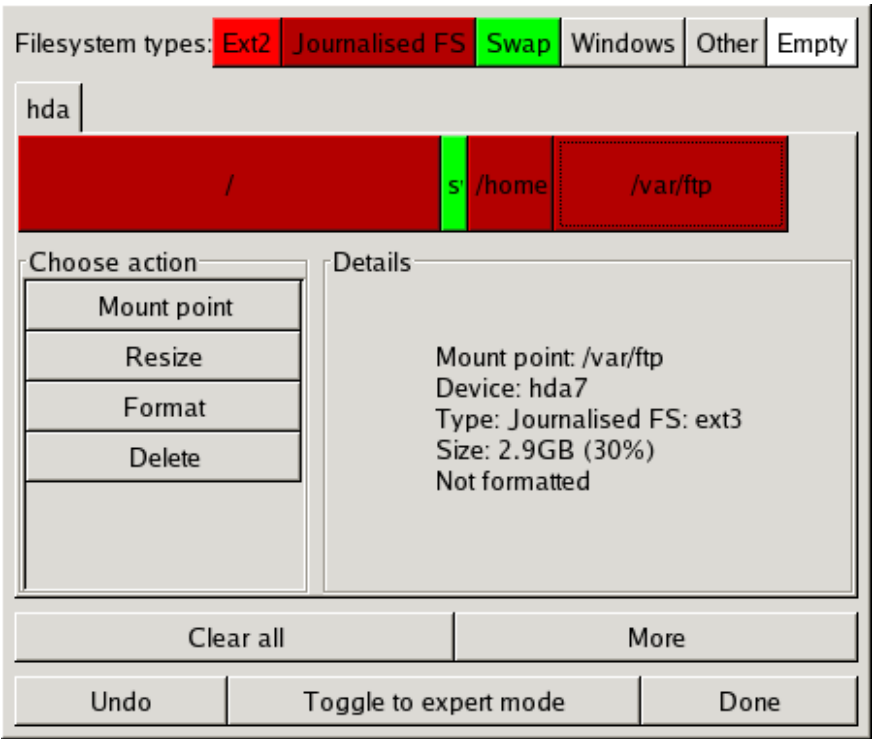 Filesystem types: Ext2 Journalised FS Swap Windows Other Empty
hda
/ /home /var/ftp
Choose action
Mount point
Resize
Format
Delete
Details
Mount point: /var/ftp
Device: hda7
Type: Journalised FS: ext3
Size: 2.9GB (30%)
Not formatted
Clear all More
Undo Toggle to expert mode Done